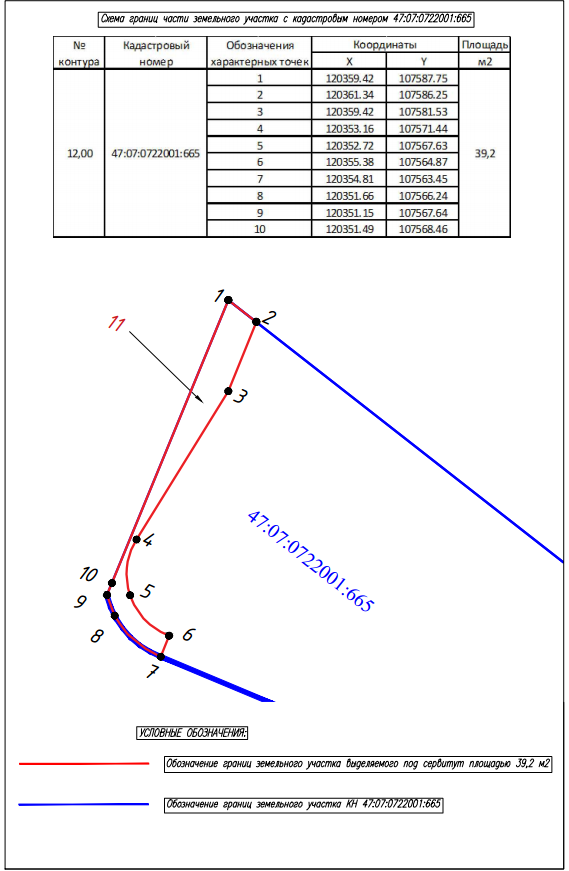 Схема границ части земельного участка с кадастровым номером 47:07:0722001:665
№ контура Кадастровый номер Обозначения характерных точек Координаты Площадь
X Y м2
12,00 47:07:0722001:665 39,2
1 120359.42 107587.75
2 120361.34 107586.25
3 120359.42 107581.53
4 120353.16 107571.44
5 120352.72 107567.63
6 120355.38 107564.87
7 120354.81 107563.45
8 120351.66 107566.24
9 120351.15 107567.64
10 120351.49 107568.46
1
2
11
3
47:07:0722001:665
4
10
5
9
8
6
7
УСЛОВНЫЕ ОБОЗНАЧЕНИЯ:
Обозначение границ земельного участка выделяемого под сервитут площадью 39,2 м2
Обозначение границ земельного участка КН 47:07:0722001:665